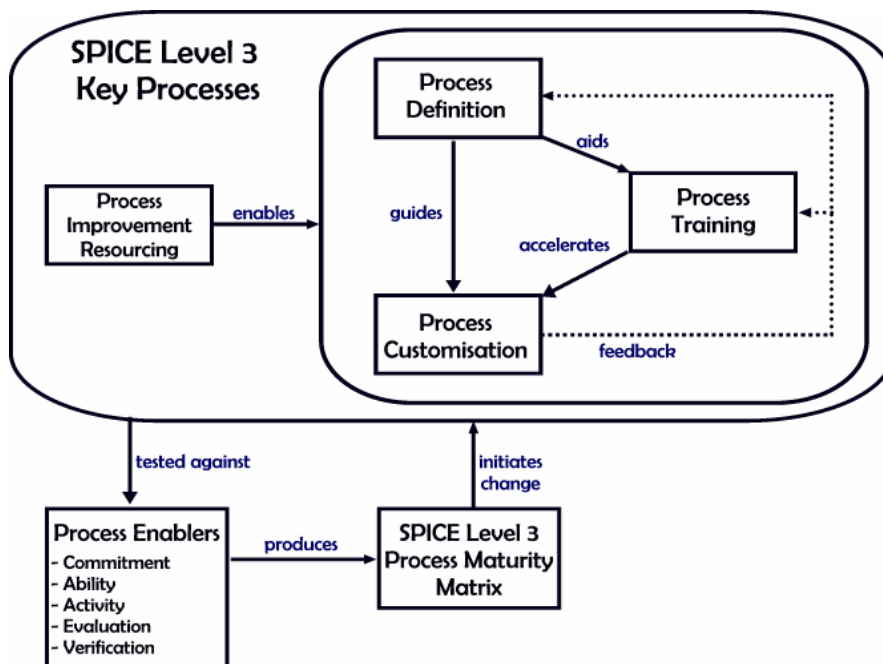 SPICE Level 3
Key Processes
Process
Definition
aids
Process
Training
Process
Improvement
Resourcing
enables
guides
accelerates
Process
Customisation
feedback
tested against
initiates
change
Process Enablers
- Commitment
- Ability
- Activity
- Evaluation
- Verification
produces
SPICE Level 3
Process Maturity
Matrix